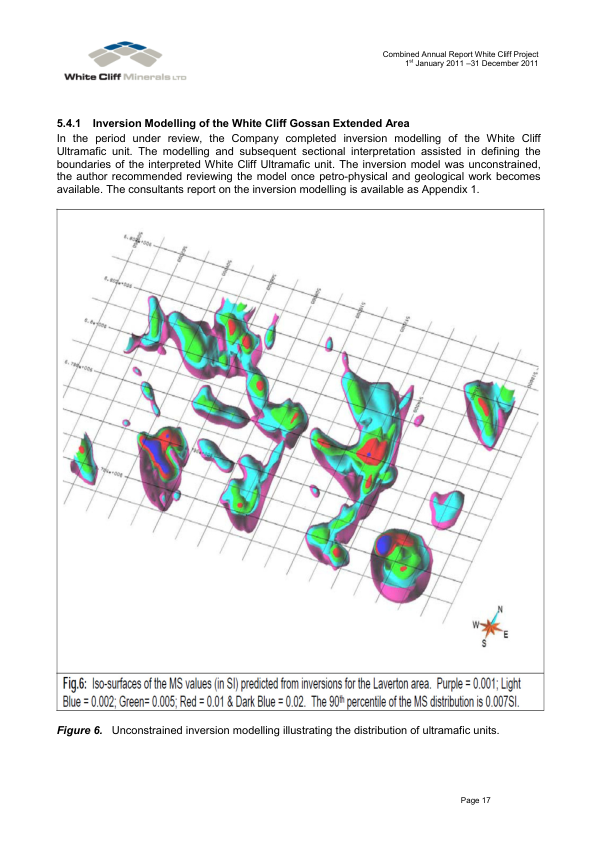 White Cliff Minerals LTD
Combined Annual Report White Cliff Project
1st January 2011 –31 December 2011
5.4.1 Inversion Modelling of the White Cliff Gossan Extended Area
In the period under review, the Company completed inversion modelling of the White Cliff
Ultramafic unit. The modelling and subsequent sectional interpretation assisted in defining the
boundaries of the interpreted White Cliff Ultramafic unit. The inversion model was unconstrained,
the author recommended reviewing the model once petro-physical and geological work becomes
available. The consultants report on the inversion modelling is available as Appendix 1.
N
W
E
S
Fig.6: Iso-surfaces of the MS values (in SI) predicted from inversions for the Laverton area. Purple = 0.001; Light
Blue = 0.002; Green= 0.005; Red = 0.01 & Dark Blue = 0.02. The 90th percentile of the MS distribution is 0.007SI.
Figure 6. Unconstrained inversion modelling illustrating the distribution of ultramafic units.
Page 17